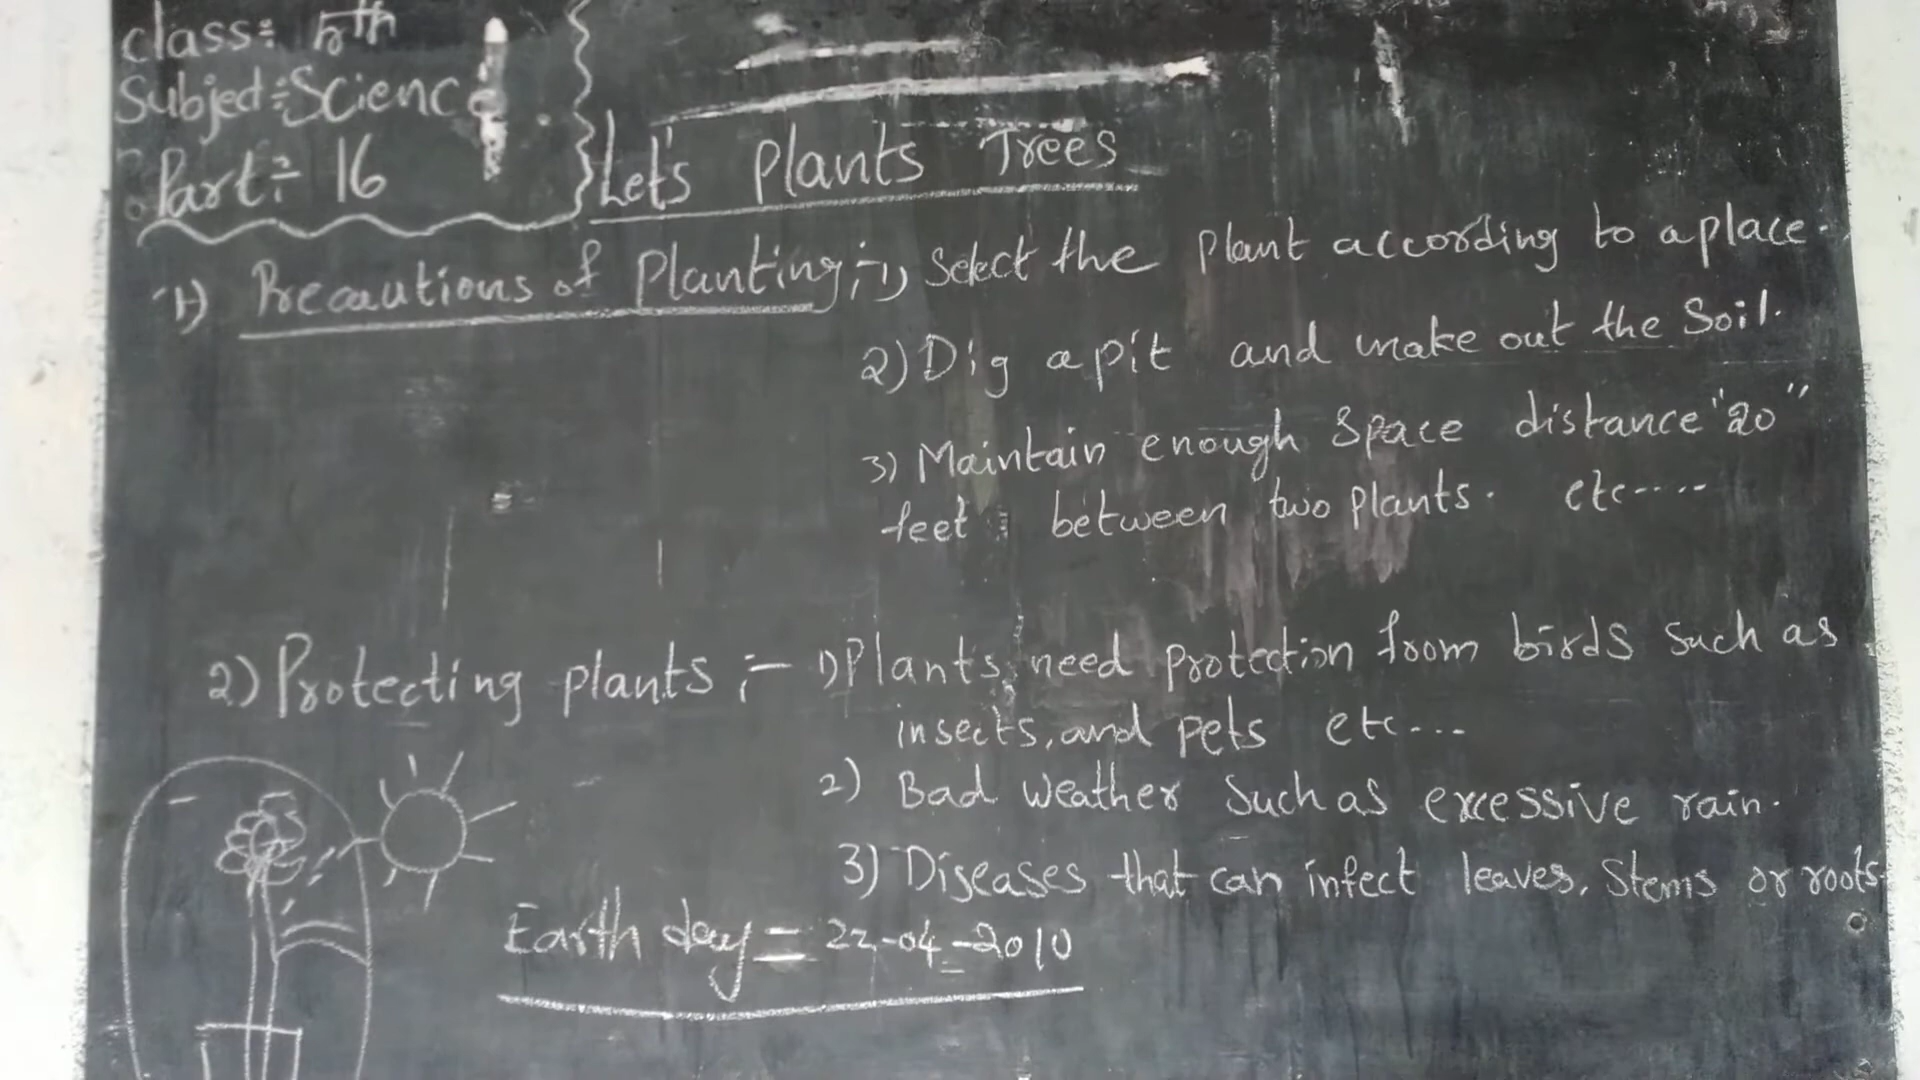 class: 5th
Subject:Science
Part:- 16
Let's Plants Trees
1) Precautions of Planting:-1) Select the Plant according to a place.
2) Dig a pit and make out the Soil.
3) Maintain enough Space distance "20"
feet between two plants. etc.....
2) Protecting plants:- 1) Plants need protection from birds such as
insects, and pets etc...
2) Bad weather Such as excessive rain.
3) Diseases that can infect leaves, Stems or roots.
Earth day = 22-04-2010